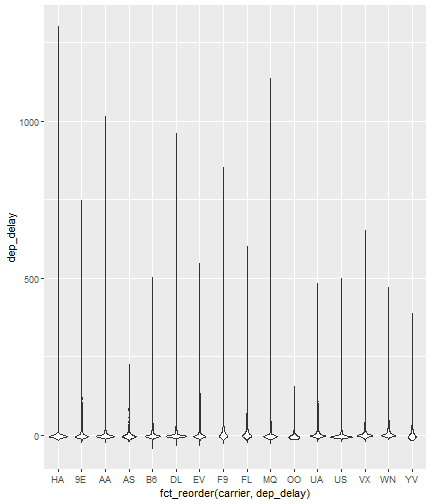 1000
500
0
dep_delay
HA 9E AA AS B6 DL EV F9 FL MQ OO UA US VX WN YV
fct_reorder(carrier, dep_delay)